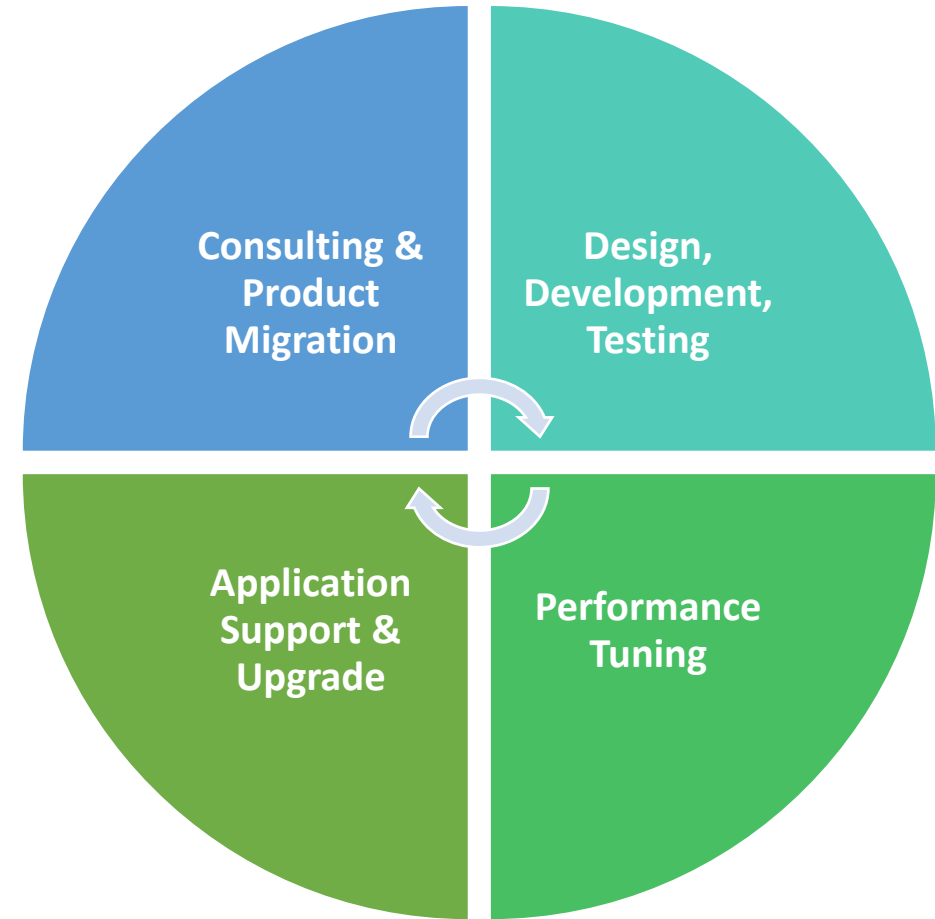 Consulting &
Product
Migration
Design,
Development,
Testing
Application
Support &
Upgrade
Performance
Tuning